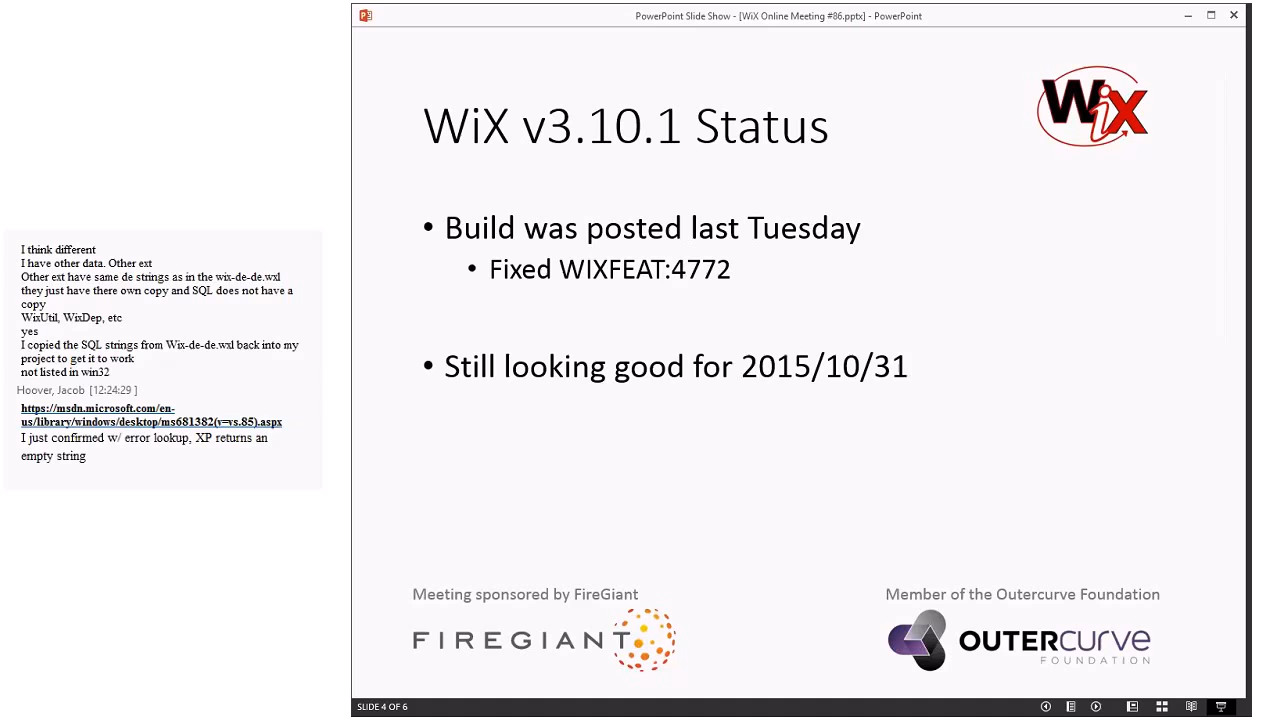 I think different
I have other data. Other ext
Other ext have same de strings as in the wix-de-de.wxl
they just have there own copy and SQL does not have a
copy
WixUtil, WixDep, etc
yes
I copied the SQL strings from Wix-de-de.wxl back into my
project to get it to work
not listed in win32
Hoover, Jacob [12:24:29 ]
https://msdn.microsoft.com/en-
us/library/windows/desktop/ms681382(v=vs.85).aspx
I just confirmed w/ error lookup, XP returns an
empty string
PowerPoint Slide Show - [WiX Online Meeting #86.pptx] - PowerPoint
WiX v3.10.1 Status
WiX
• Build was posted last Tuesday
• Fixed WIXFEAT:4772
• Still looking good for 2015/10/31
Meeting sponsored by FireGiant
FIREGIANT
Member of the Outercurve Foundation
OUTERCURVE
FOUNDATION
SLIDE 4 OF 6